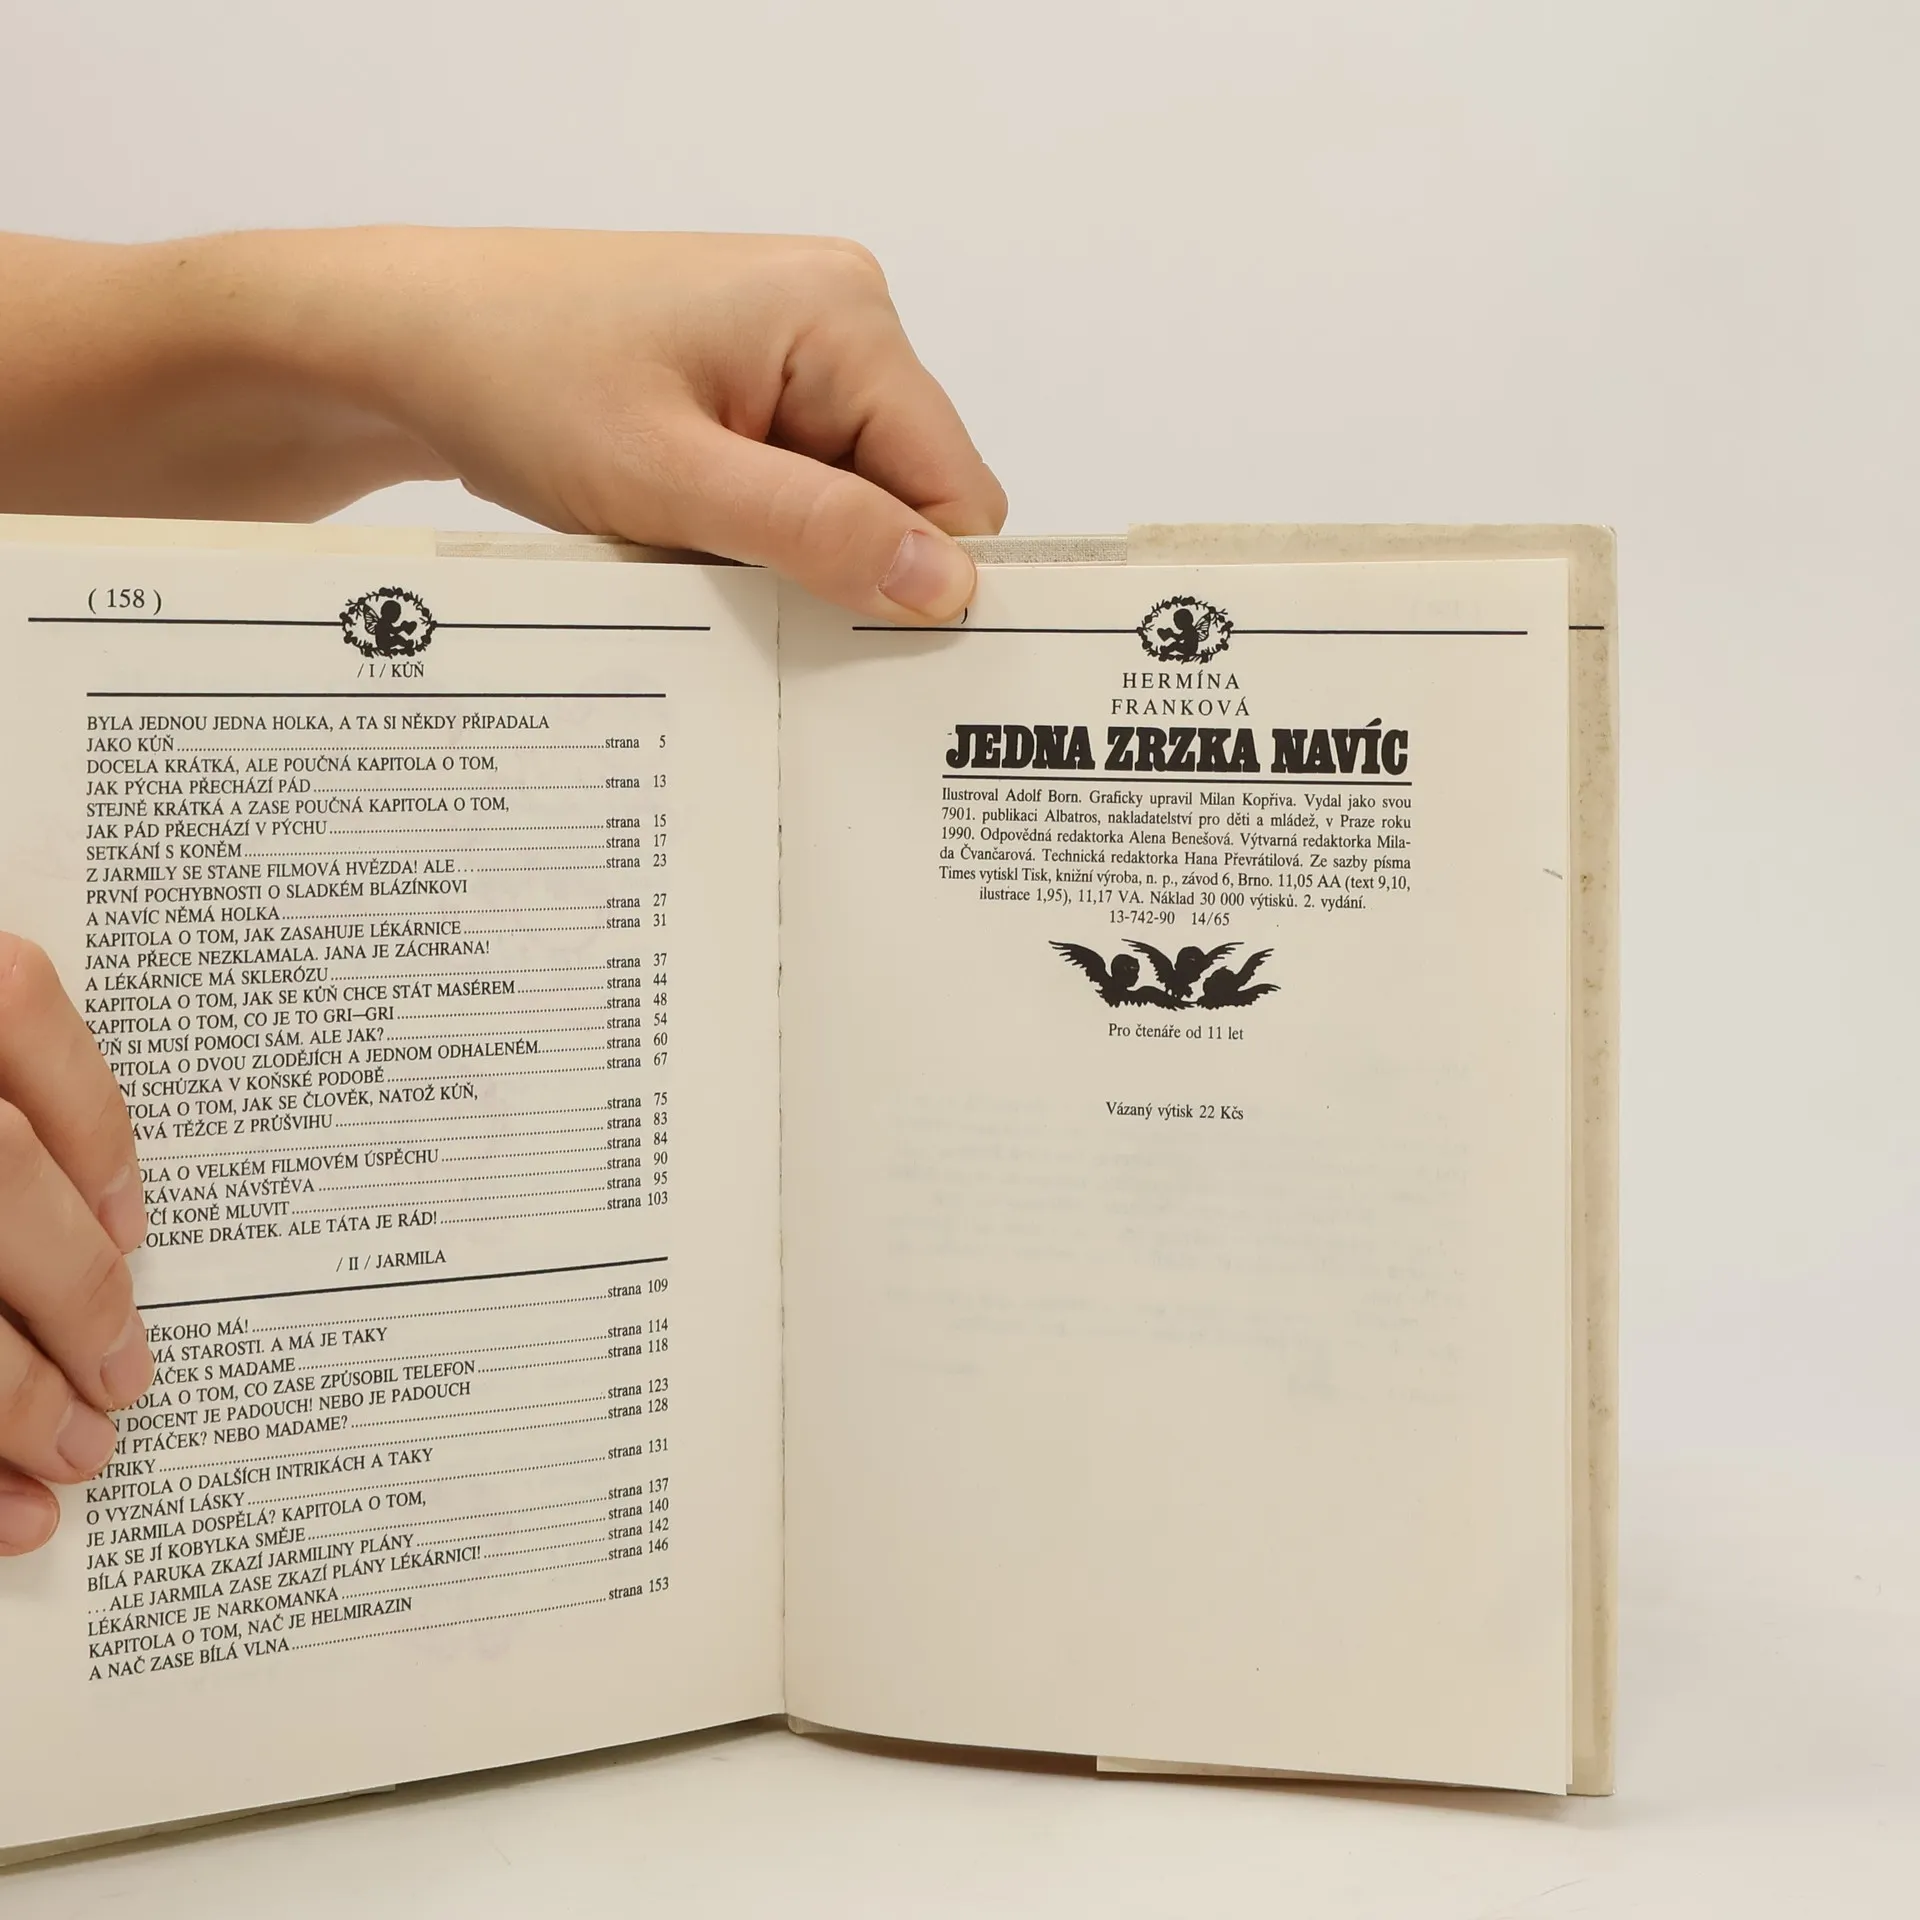 ( 158 )
/ I / KŮŇ
BYLA JEDNOU JEDNA HOLKA, A TA SI NĚKDY PŘIPADALA
JAKO KŮŇ strana 5
DOCELA KRÁTKÁ, ALE POUČNÁ KAPITOLA O TOM,
JAK PÝCHA PŘECHÁZÍ PÁD strana 13
STEJNĚ KRÁTKÁ A ZASE POUČNÁ KAPITOLA O TOM,
JAK PÁD PŘECHÁZÍ V PÝCHU strana 15
SETKÁNÍ S KONĚM strana 17
Z JARMILY SE STANE FILMOVÁ HVĚZDA! ALE... strana 23
PRVNÍ POCHYBNOSTI O SLADKÉM BLÁZÍNKOVI
A NAVÍC NĚMÁ HOLKA strana 27
KAPITOLA O TOM, JAK ZASAHUJE LÉKÁRNICE strana 31
JANA PŘECE NEZKLAMALA. JANA JE ZÁCHRANA!
A LÉKÁRNICE MÁ SKLERÓZU strana 37
KAPITOLA O TOM, JAK SE KŮŇ CHCE STÁT MASÉREM strana 44
KAPITOLA O TOM, CO JE TO GRI—GRI strana 48
ŮŇ SI MUSÍ POMOCI SÁM. ALE JAK? strana 54
PITOLA O DVOU ZLODĚJÍCH A JEDNOM ODHALENÉM strana 60
NÍ SCHŮZKA V KOŇSKÉ PODOBĚ strana 67
TOLA O TOM, JAK SE ČLOVĚK, NATOŽ KŮŇ,
ÁVÁ TĚŽCE Z PRŮŠVIHU strana 75
strana 83
OLA O VELKÉM FILMOVÉM ÚSPĚCHU strana 84
KÁVANÁ NÁVŠTĚVA strana 90
ČÍ KONĚ MLUVIT strana 95
OLKNE DRÁTEK. ALE TÁTA JE RÁD! strana 103
/ II / JARMILA
ĚKOHO MÁ! strana 109
MÁ STAROSTI. A MÁ JE TAKY
ÁČEK S MADAME strana 114
OLA O TOM, CO ZASE ZPŮSOBIL TELEFON strana 118
N DOCENT JE PADOUCH! NEBO JE PADOUCH
NÍ PTÁČEK? NEBO MADAME? strana 123
NTRIKY strana 128
KAPITOLA O DALŠÍCH INTRIKÁCH A TAKY
O VYZNÁNÍ LÁSKY strana 131
JE JARMILA DOSPĚLÁ? KAPITOLA O TOM,
JAK SE JÍ KOBYLKA SMĚJE strana 137
BÍLÁ PARUKA ZKAZÍ JARMILINY PLÁNY strana 140
...ALE JARMILA ZASE ZKAZÍ PLÁNY LÉKÁRNICI! strana 142
LÉKÁRNICE JE NARKOMANKA strana 146
KAPITOLA O TOM, NAČ JE HELMIRAZIN
A NAČ ZASE BÍLÁ VLNA strana 153
)
HERMÍNA
FRANKOVÁ
JEDNA ZRZKA NAVÍC
Ilustroval Adolf Born. Graficky upravil Milan Kopřiva. Vydal jako svou
7901. publikaci Albatros, nakladatelství pro děti a mládež, v Praze roku
1990. Odpovědná redaktorka Alena Benešová. Výtvarná redaktorka Mila-
da Čvančarová. Technická redaktorka Hana Převrátilová. Ze sazby písma
Times vytiskl Tisk, knižní výroba, n. p., závod 6, Brno. 11,05 AA (text 9,10,
ilustrace 1,95), 11,17 VA. Náklad 30 000 výtisků. 2. vydání.
13-742-90 14/65
Pro čtenáře od 11 let
Vázaný výtisk 22 Kčs